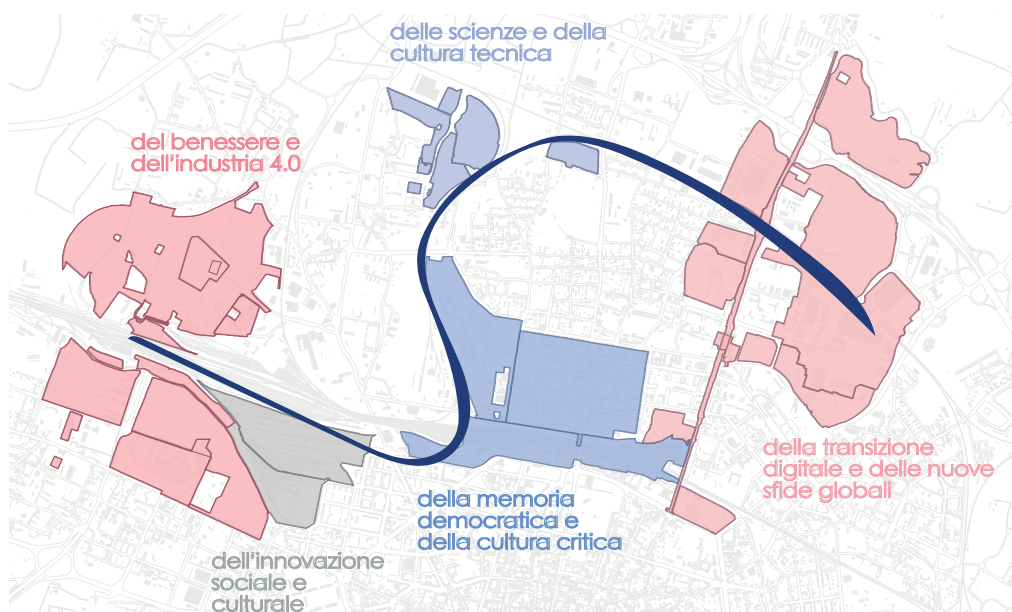 delle scienze e della
cultura tecnica
del benessere e
dell'industria 4.0
della transizione
digitale e delle nuove
sfide globali
della memoria
democratica e
della cultura critica
dell'innovazione
sociale e
culturale